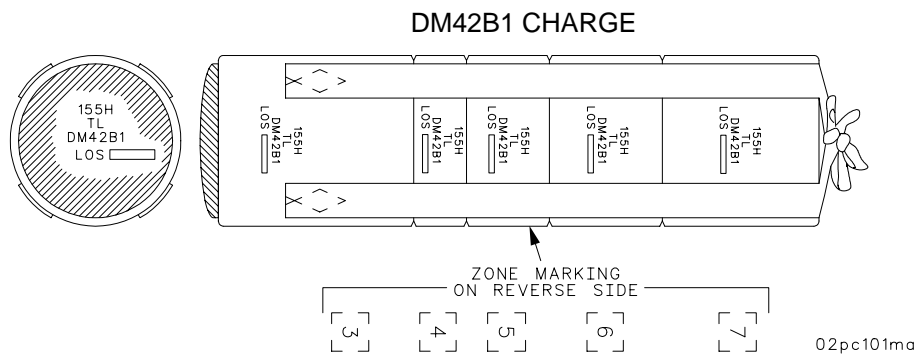 DM42B1 CHARGE
155H
TL
DM42B1
LOS
155H
TL
DM42B1
LOS
155H
TL
DM42B1
LOS
155H
TL
DM42B1
LOS
155H
TL
DM42B1
LOS
155H
TL
DM42B1
LOS
ZONE MARKING
ON REVERSE SIDE
3 4 5 6 7
02pc101ma